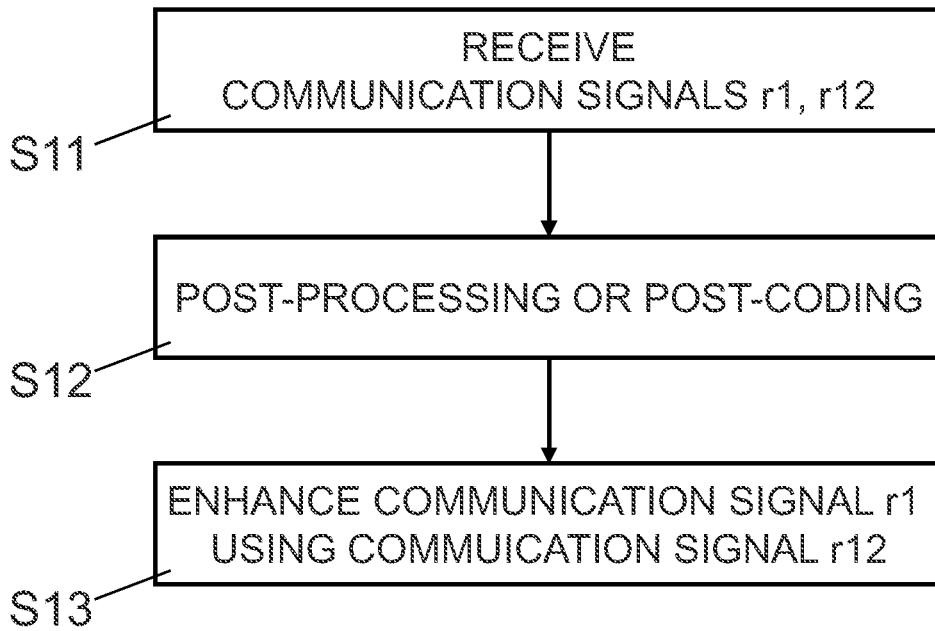 RECEIVE
COMMUNICATION SIGNALS r1, r12
S11
POST-PROCESSING OR POST-CODING
S12
ENHANCE COMMUNICATION SIGNAL r1
USING COMMUICATION SIGNAL r12
S13